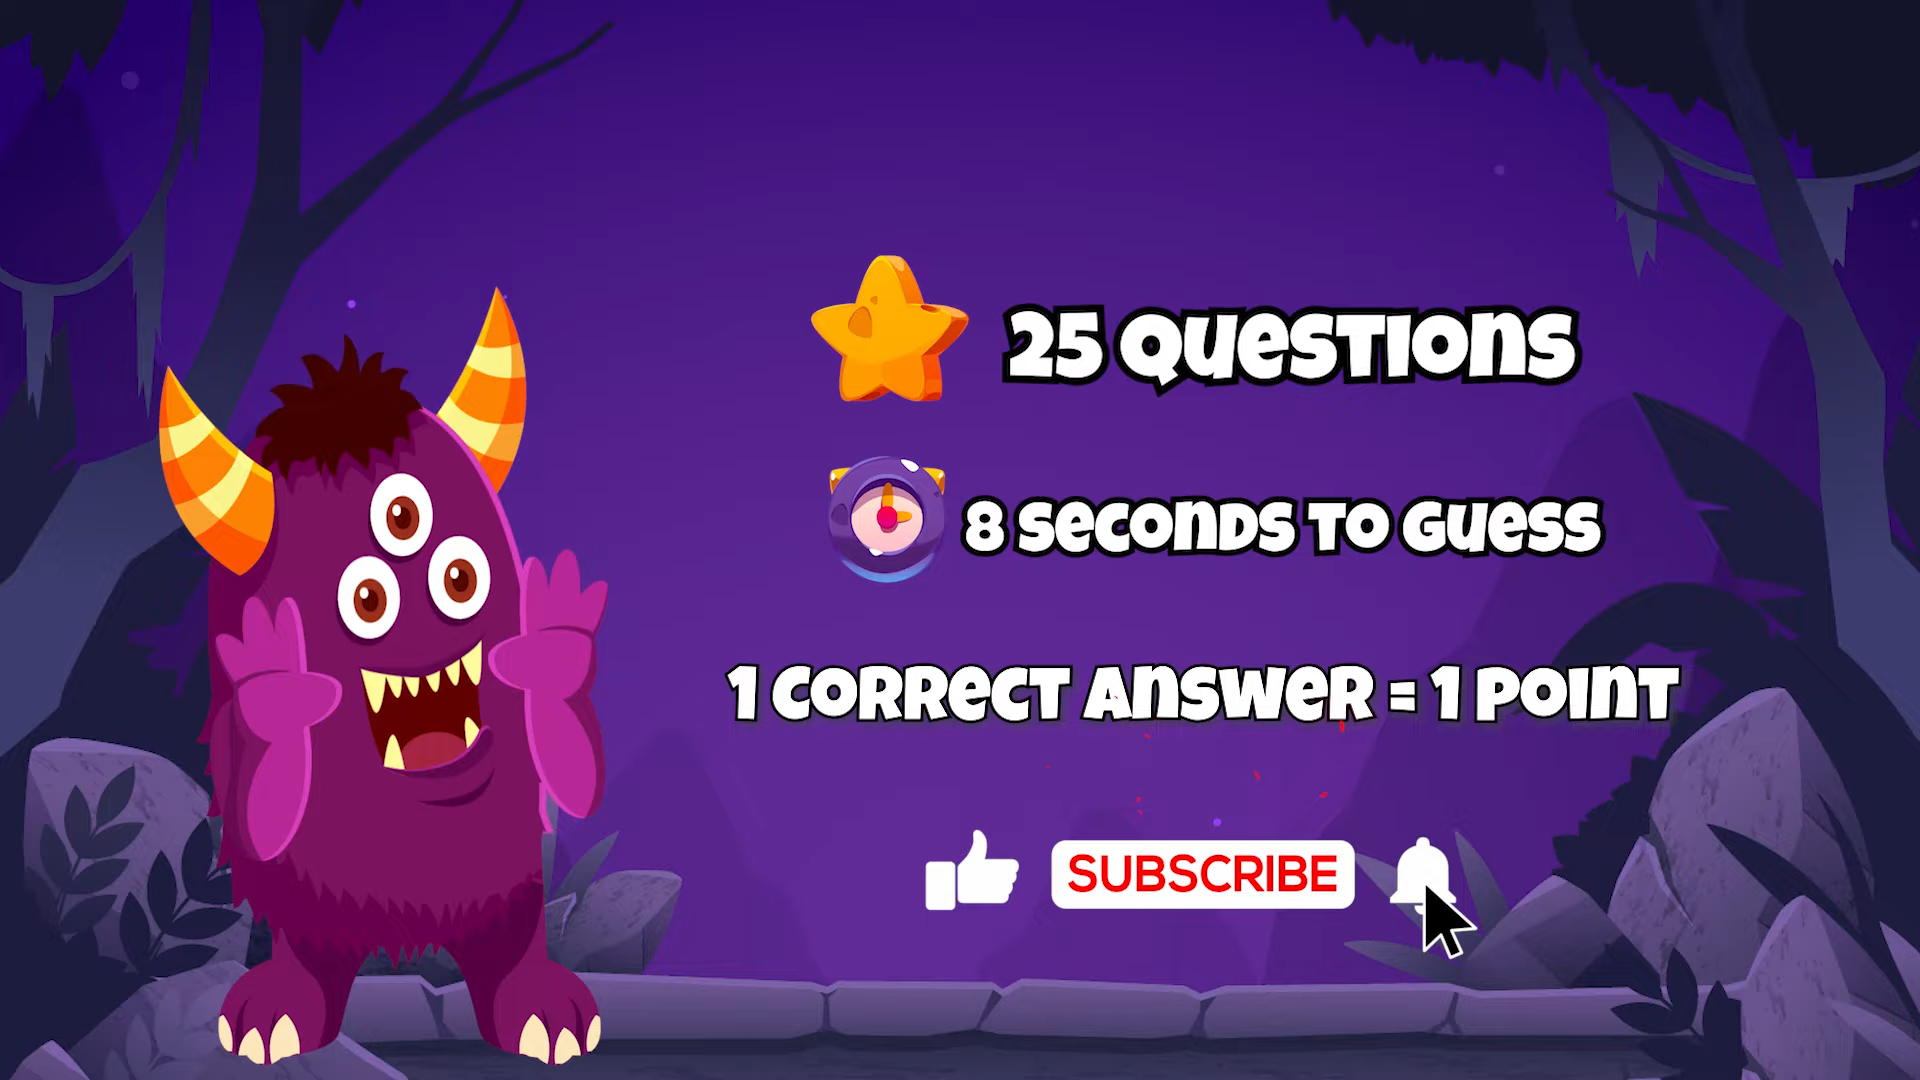 25 Questions
8 seconds to guess
1 correct answer = 1 point
SUBSCRIBE